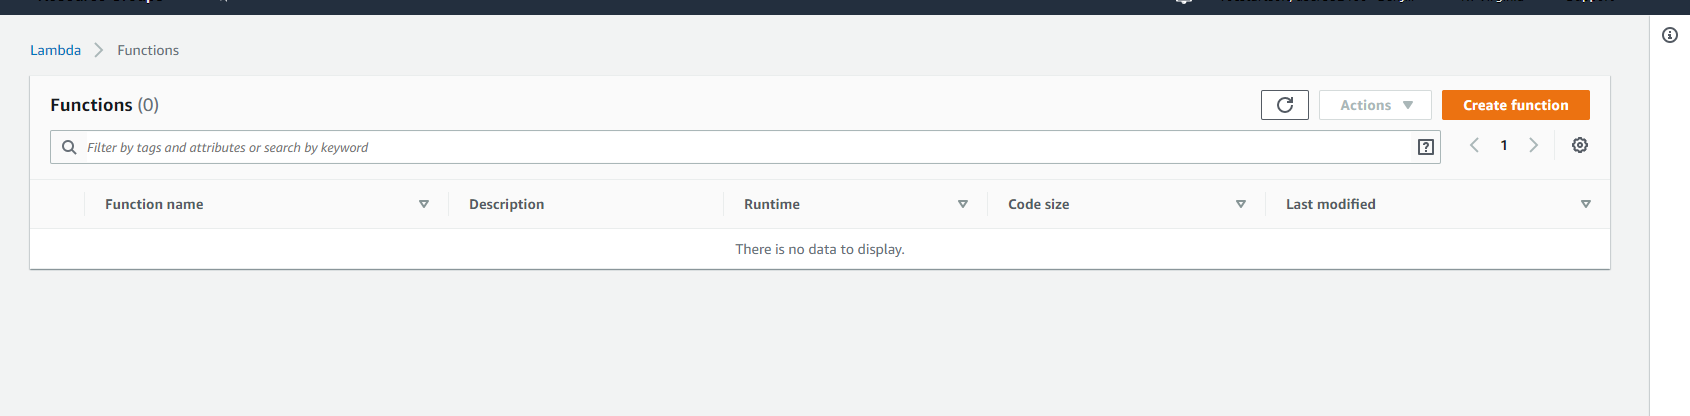 Lambda > Functions
Functions (0)
Actions
Create function
Filter by tags and attributes or search by keyword
1
Function name
Description
Runtime
Code size
Last modified
There is no data to display.